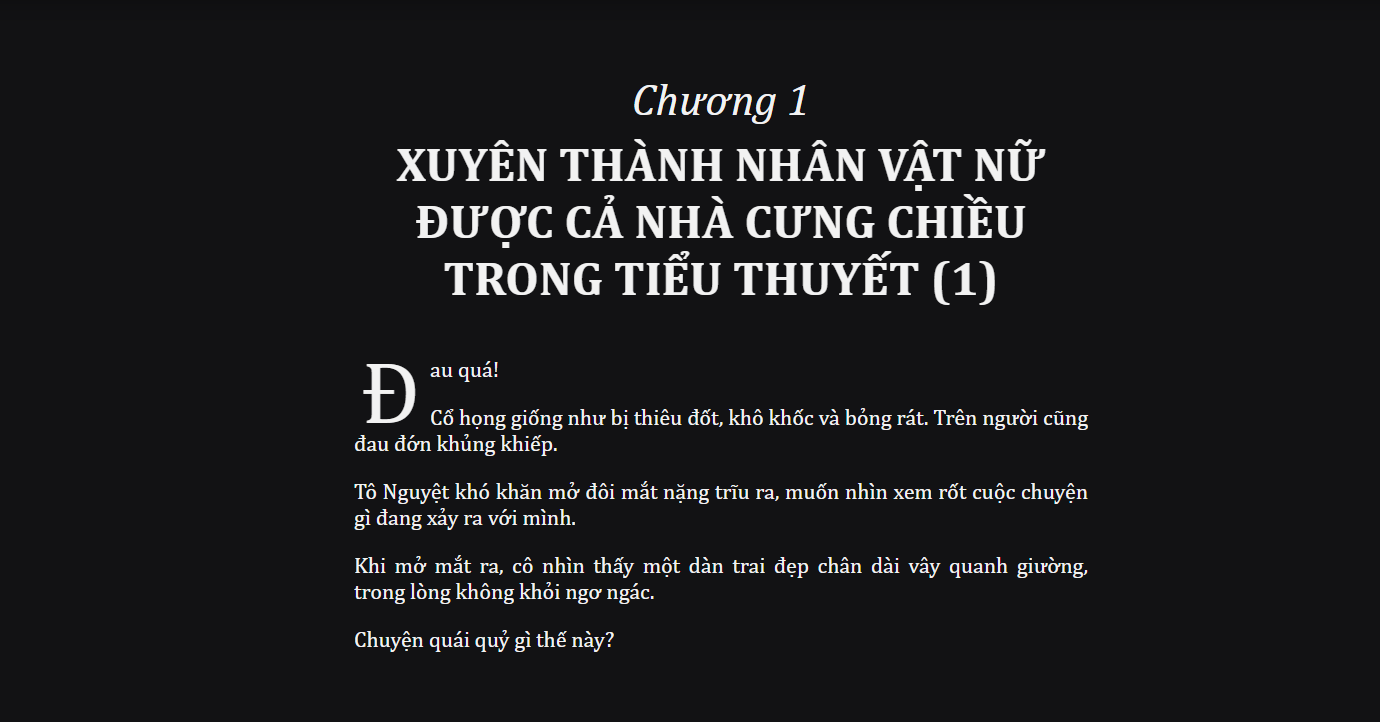 Chương 1
XUYÊN THÀNH NHÂN VẬT NỮ
ĐƯỢC CẢ NHÀ CƯNG CHIỀU
TRONG TIỂU THUYẾT (1)
Đau quá!
Cổ họng giống như bị thiêu đốt, khô khốc và bỏng rát. Trên người cũng
đau đớn khủng khiếp.
Tô Nguyệt khó khăn mở đôi mắt nặng trĩu ra, muốn nhìn xem rốt cuộc chuyện
gì đang xảy ra với mình.
Khi mở mắt ra, cô nhìn thấy một dàn trai đẹp chân dài vây quanh giường,
trong lòng không khỏi ngơ ngác.
Chuyện quái quỷ gì thế này?